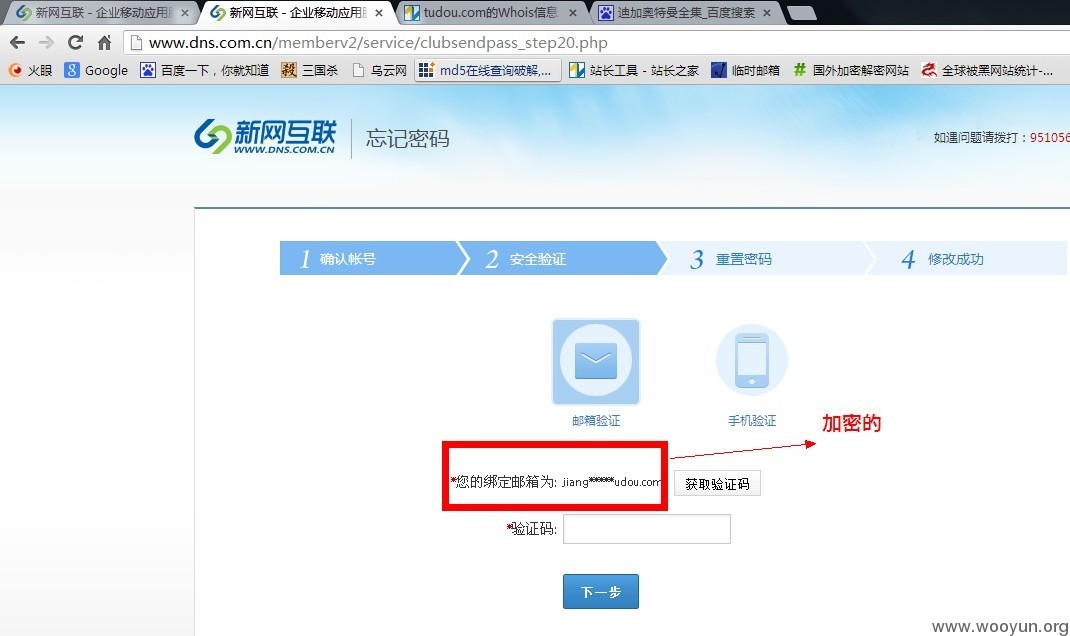 新网互联 - 企业移动应用服
新网互联 - 企业移动应用服
tudou.com的Whois信息
迪加奥特曼全集_百度搜索
www.dns.com.cn/memberv2/service/clubsendpass_step20.php
火眼
Google
百度一下，你就知道
三国杀
乌云网
md5在线查询破解,...
站长工具 - 站长之家
临时邮箱
国外加密解密网站
全球被黑网站统计-...
新网互联
WWW.DNS.COM.CN
忘记密码
如遇问题请拨打：951056
1 确认帐号
2 安全验证
3 重置密码
4 修改成功
邮箱验证
手机验证
加密的
*您的绑定邮箱为: jiang******udou.com
获取验证码
*验证码:
下一步
www.wooyun.org